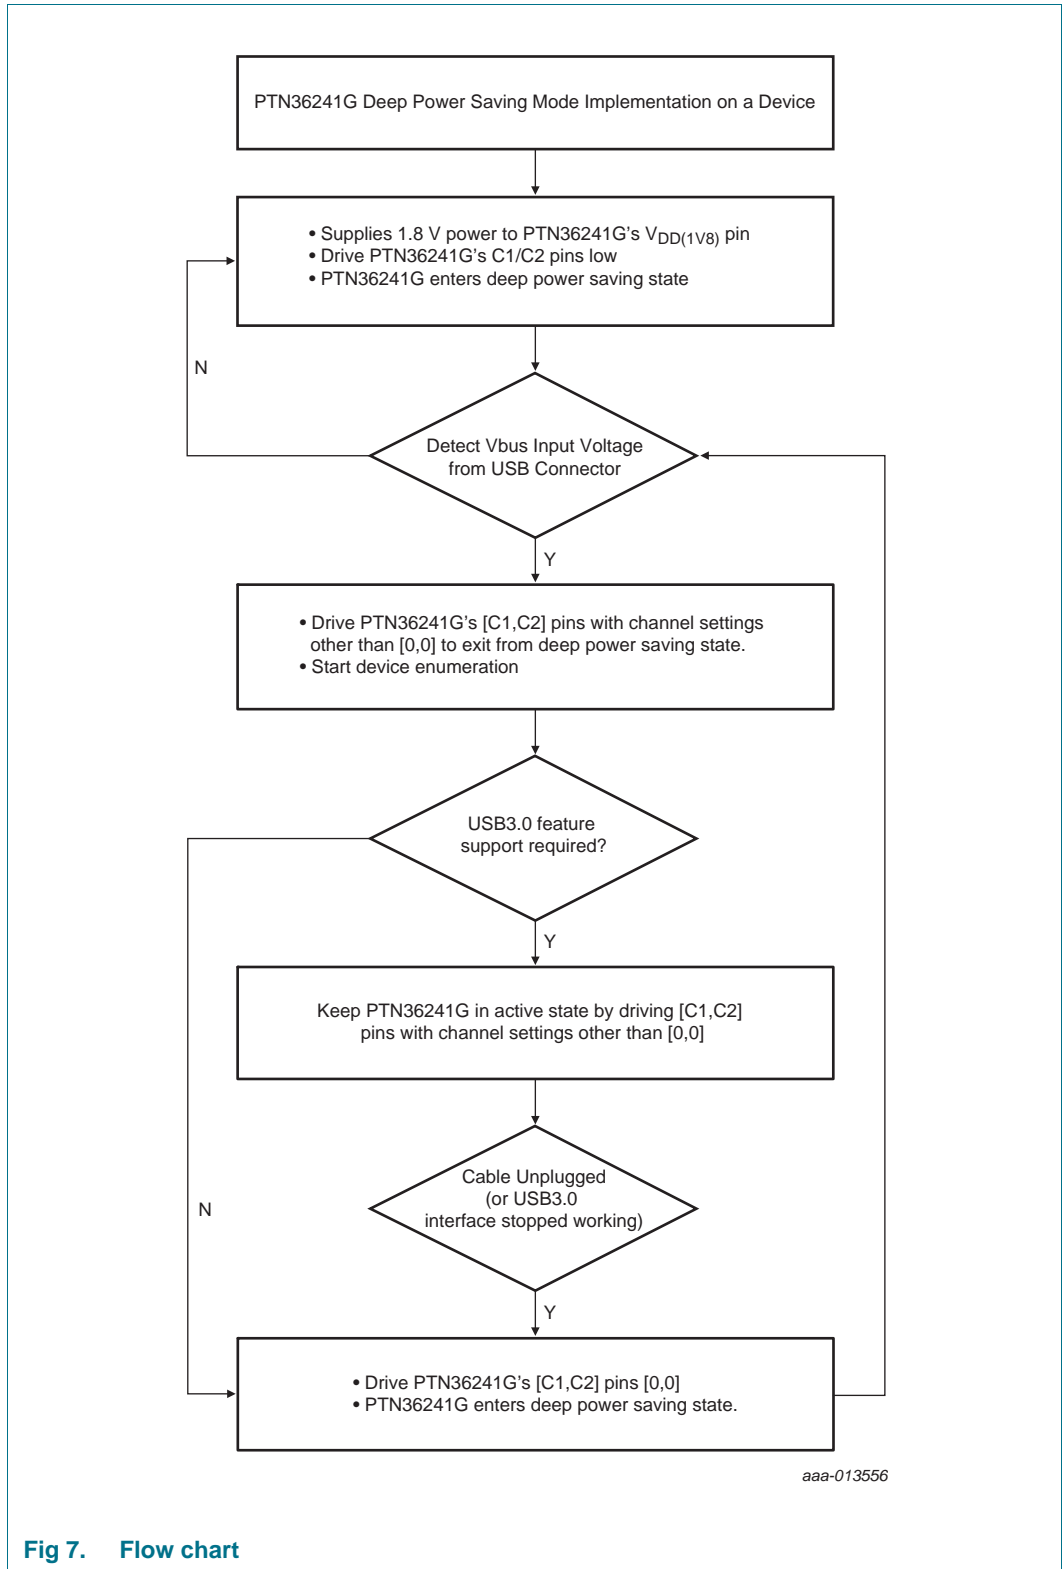 PTN36241G Deep Power Saving Mode Implementation on a Device
• Supplies 1.8 V power to PTN36241G's VDD(1V8) pin
• Drive PTN36241G's C1/C2 pins low
• PTN36241G enters deep power saving state
N
Detect Vbus Input Voltage
from USB Connector
Y
• Drive PTN36241G's [C1,C2] pins with channel settings
other than [0,0] to exit from deep power saving state.
• Start device enumeration
USB3.0 feature
support required?
Y
Keep PTN36241G in active state by driving [C1,C2]
pins with channel settings other than [0,0]
Cable Unplugged
(or USB3.0
interface stopped working)
N
Y
• Drive PTN36241G's [C1,C2] pins [0,0]
• PTN36241G enters deep power saving state.
aaa-013556
Fig 7. Flow chart